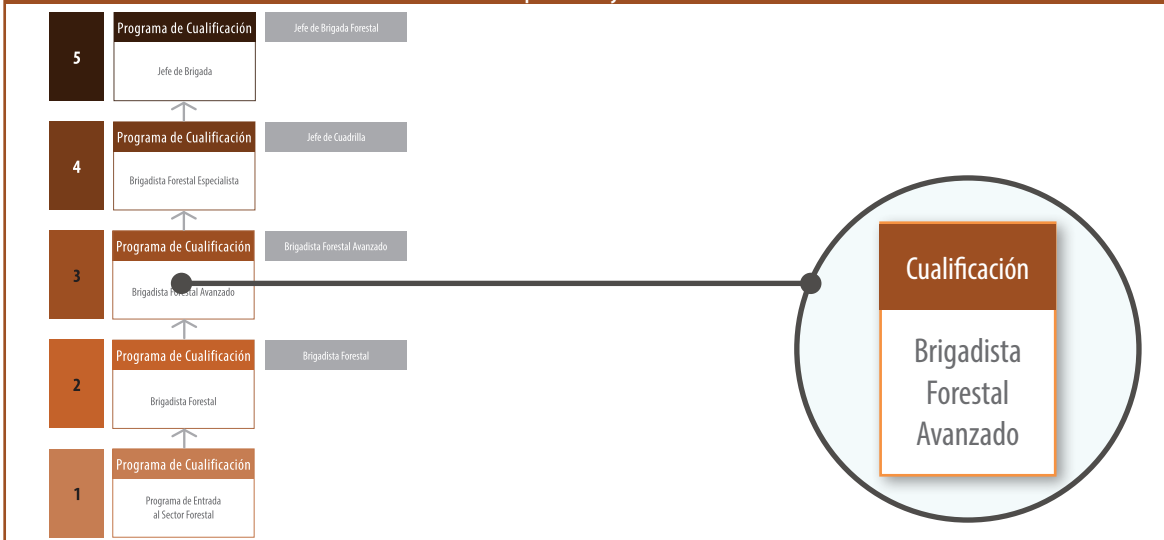 5
Programa de Cualificación
Jefe de Brigada
Jefe de Brigada Forestal
4
Programa de Cualificación
Brigadista Forestal Especialista
Jefe de Cuadrilla
3
Programa de Cualificación
Brigadista Forestal Avanzado
Brigadista Forestal Avanzado
2
Programa de Cualificación
Brigadista Forestal
Brigadista Forestal
1
Programa de Cualificación
Programa de Entrada
al Sector Forestal
Cualificación
Brigadista
Forestal
Avanzado